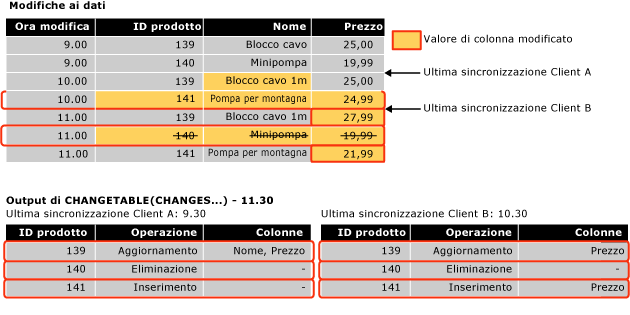 Modifiche ai dati
Ora modifica ID prodotto Nome Prezzo
9.00 139 Blocco cavo 25,00
Valore di colonna modificato
9.00 140 Minipompa 19,99
10.00 139 Blocco cavo 1m 25,00
Ultima sincronizzazione Client A
10.00 141 Pompa per montagna 24,99
Ultima sincronizzazione Client B
11.00 139 Blocco cavo 1m 27,99
11.00 140 Minipompa 19,99
11.00 141 Pompa per montagna 21,99
Output di CHANGETABLE(CHANGES...) - 11.30
Ultima sincronizzazione Client A: 9.30
ID prodotto Operazione Colonne
139 Aggiornamento Nome, Prezzo
140 Eliminazione -
141 Inserimento -
Ultima sincronizzazione Client B: 10.30
ID prodotto Operazione Colonne
139 Aggiornamento Prezzo
140 Eliminazione -
141 Inserimento Prezzo